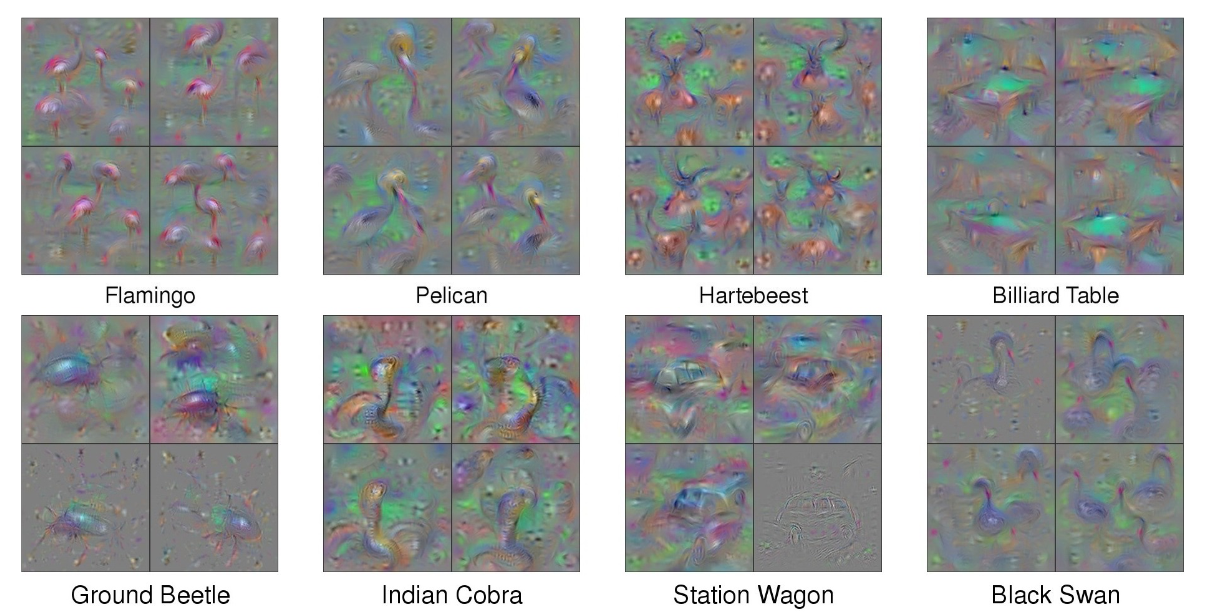 Flamingo
Pelican
Hartebeest
Billiard Table
Ground Beetle
Indian Cobra
Station Wagon
Black Swan